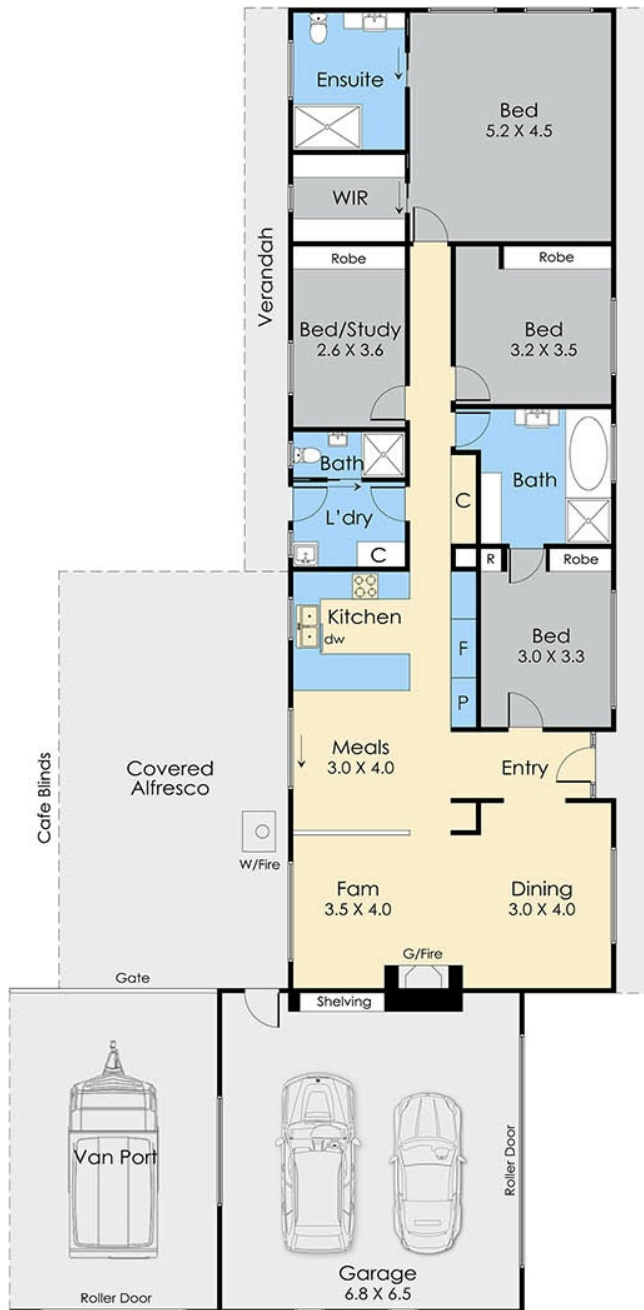 Ensuite
Bed
5.2 X 4.5
WIR
Verandah
Robe
Robe
Bed/Study
2.6 X 3.6
Bed
3.2 X 3.5
Bath
Bath
C
L'dry
C
R
Robe
Kitchen
dw
F
Bed
3.0 X 3.3
P
Cafe Blinds
Covered
Alfresco
Meals
3.0 X 4.0
Entry
W/Fire
Fam
3.5 X 4.0
Dining
3.0 X 4.0
G/Fire
Gate
Shelving
Van Port
Roller Door
Garage
6.8 X 6.5
Roller Door